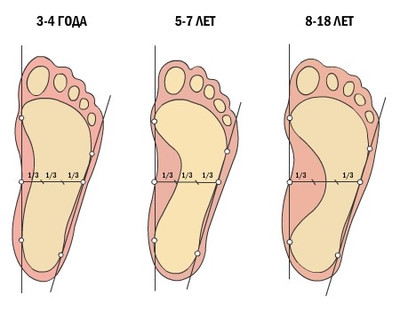 3-4 ГОДА
5-7 ЛЕТ
8-18 ЛЕТ
1/3 1/3 1/3
1/3 1/3 1/3
1/3 1/3